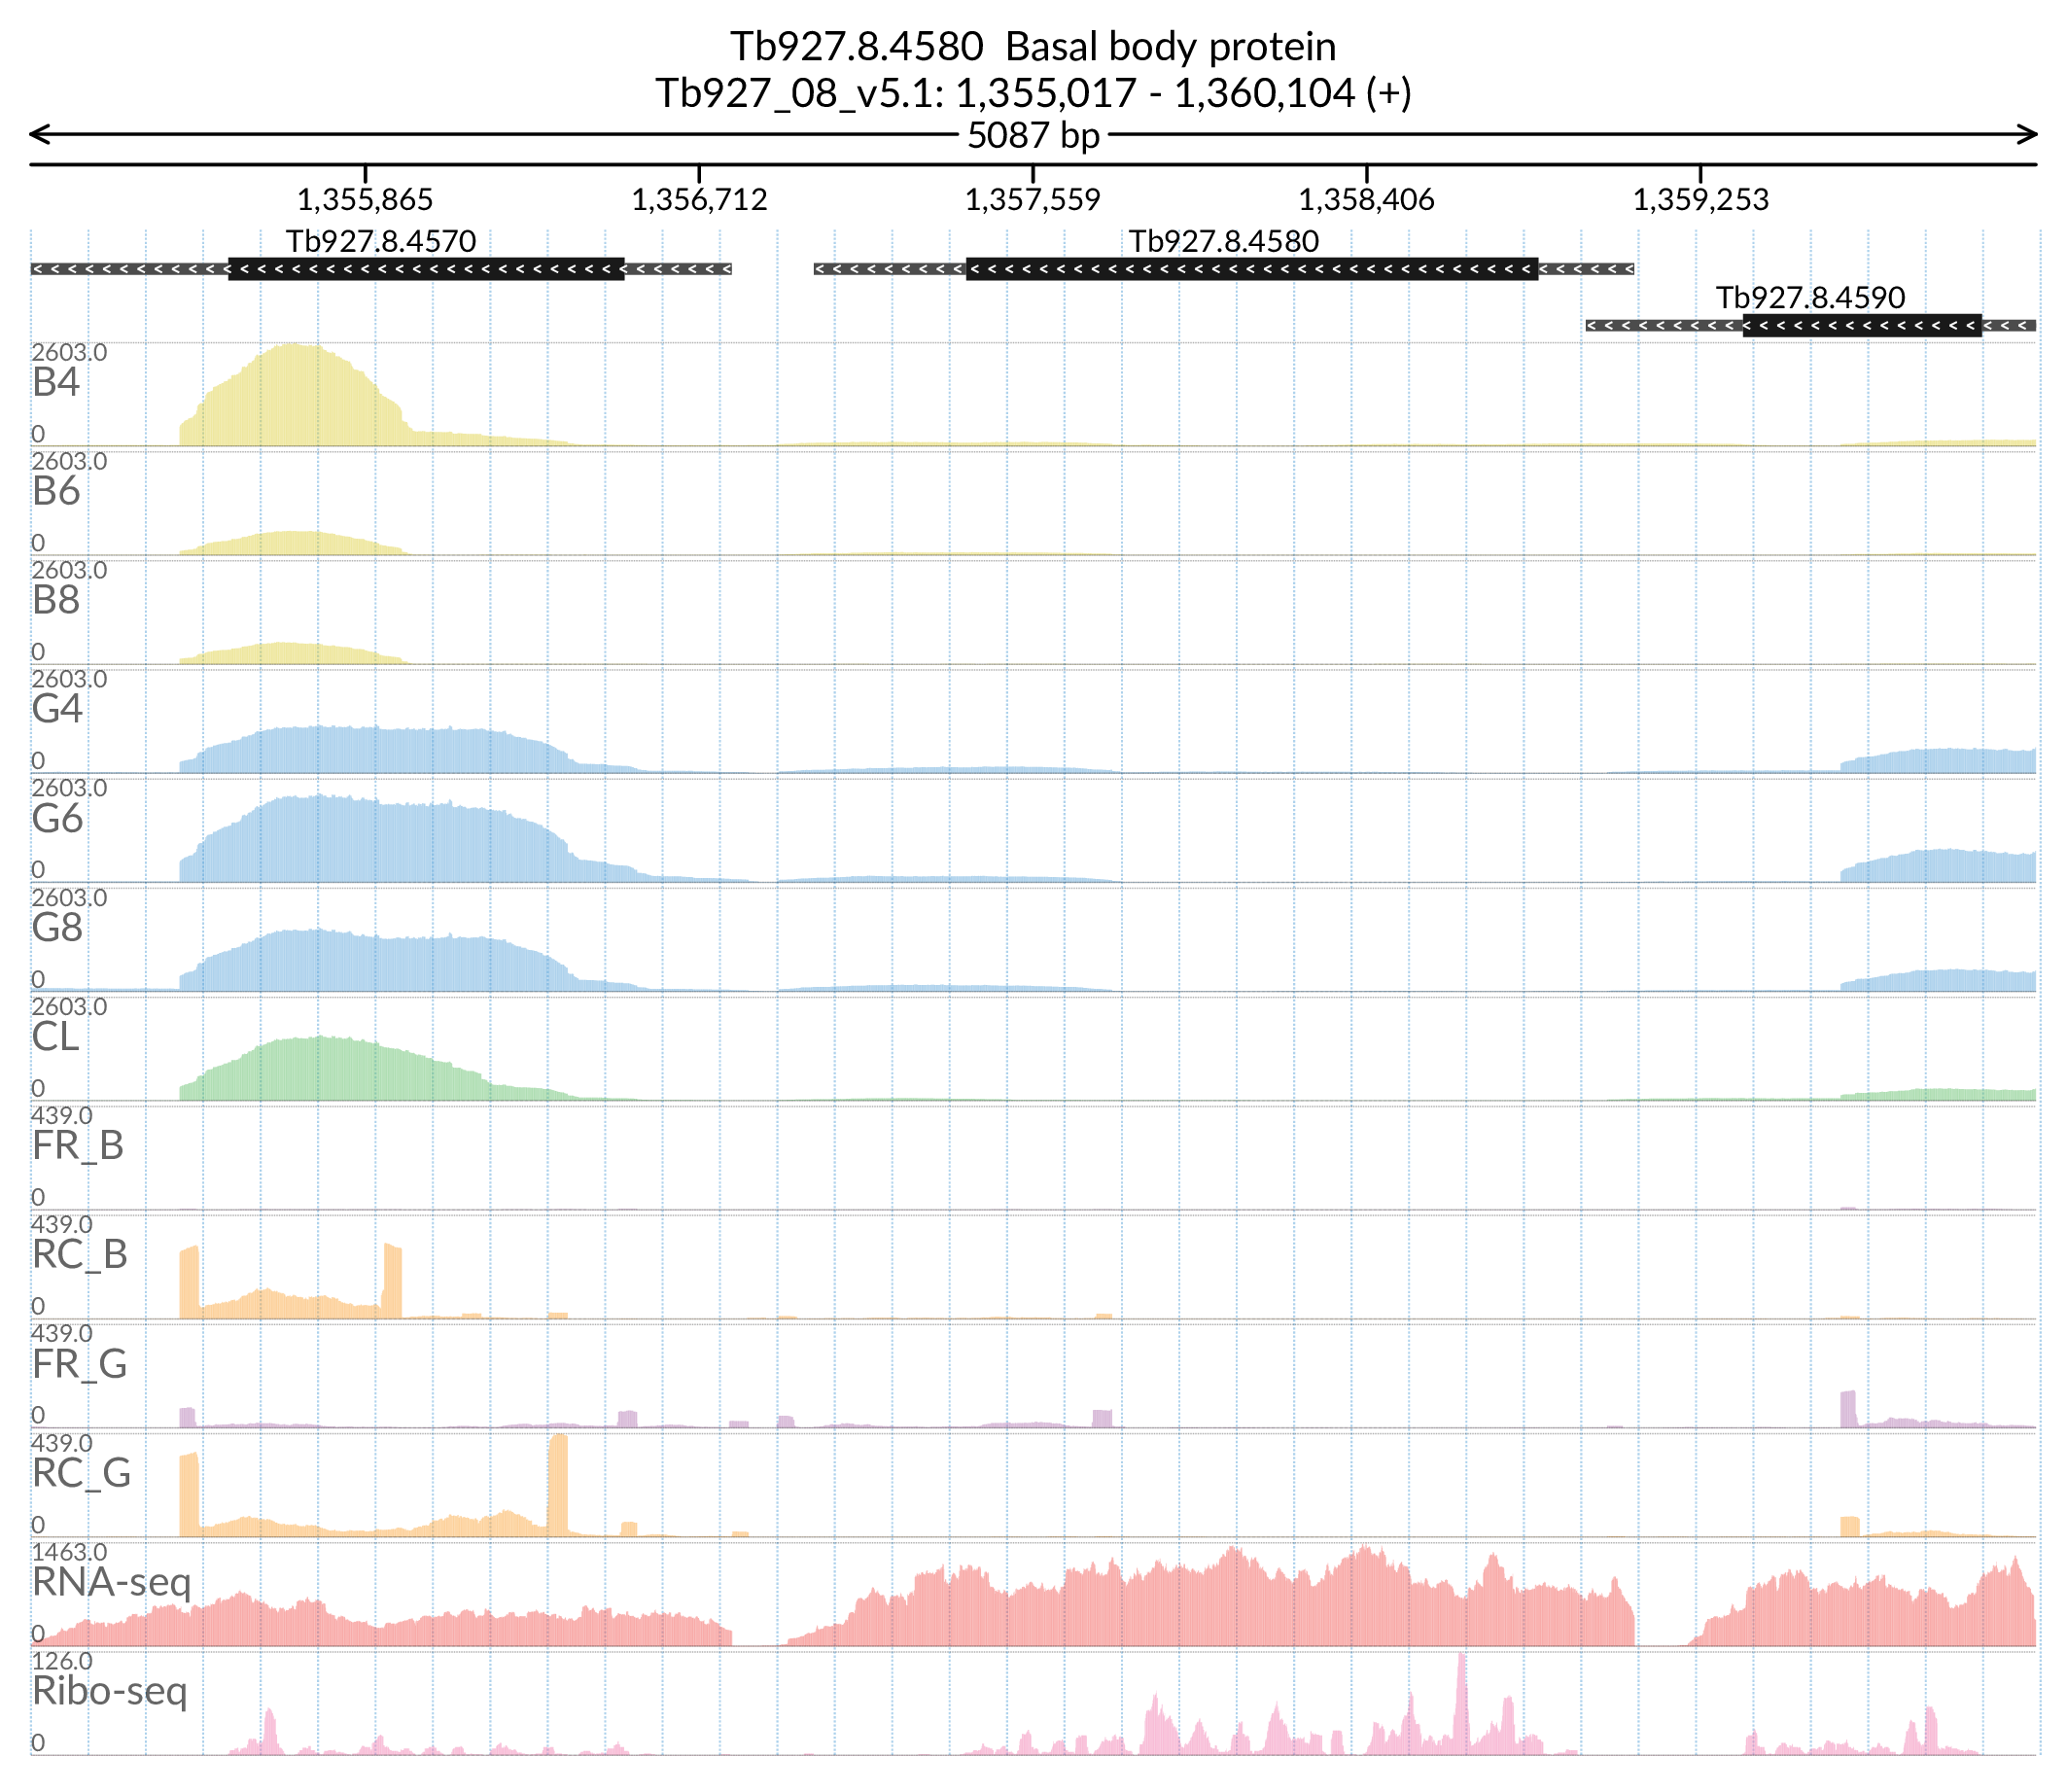 Tb927.8.4580  Basal body protein
Tb927_08_v5.1: 1,355,017 - 1,360,104 (+)
5087 bp
1,355,865 1,356,712 1,357,559 1,358,406 1,359,253
Tb927.8.4570 Tb927.8.4580
Tb927.8.4590
2603.0
B4
0
2603.0
B6
0
2603.0
B8
0
2603.0
G4
0
2603.0
G6
0
2603.0
G8
0
2603.0
CL
0
439.0
FR_B
0
439.0
RC_B
0
439.0
FR_G
0
439.0
RC_G
0
1463.0
RNA-seq
0
126.0
Ribo-seq
0